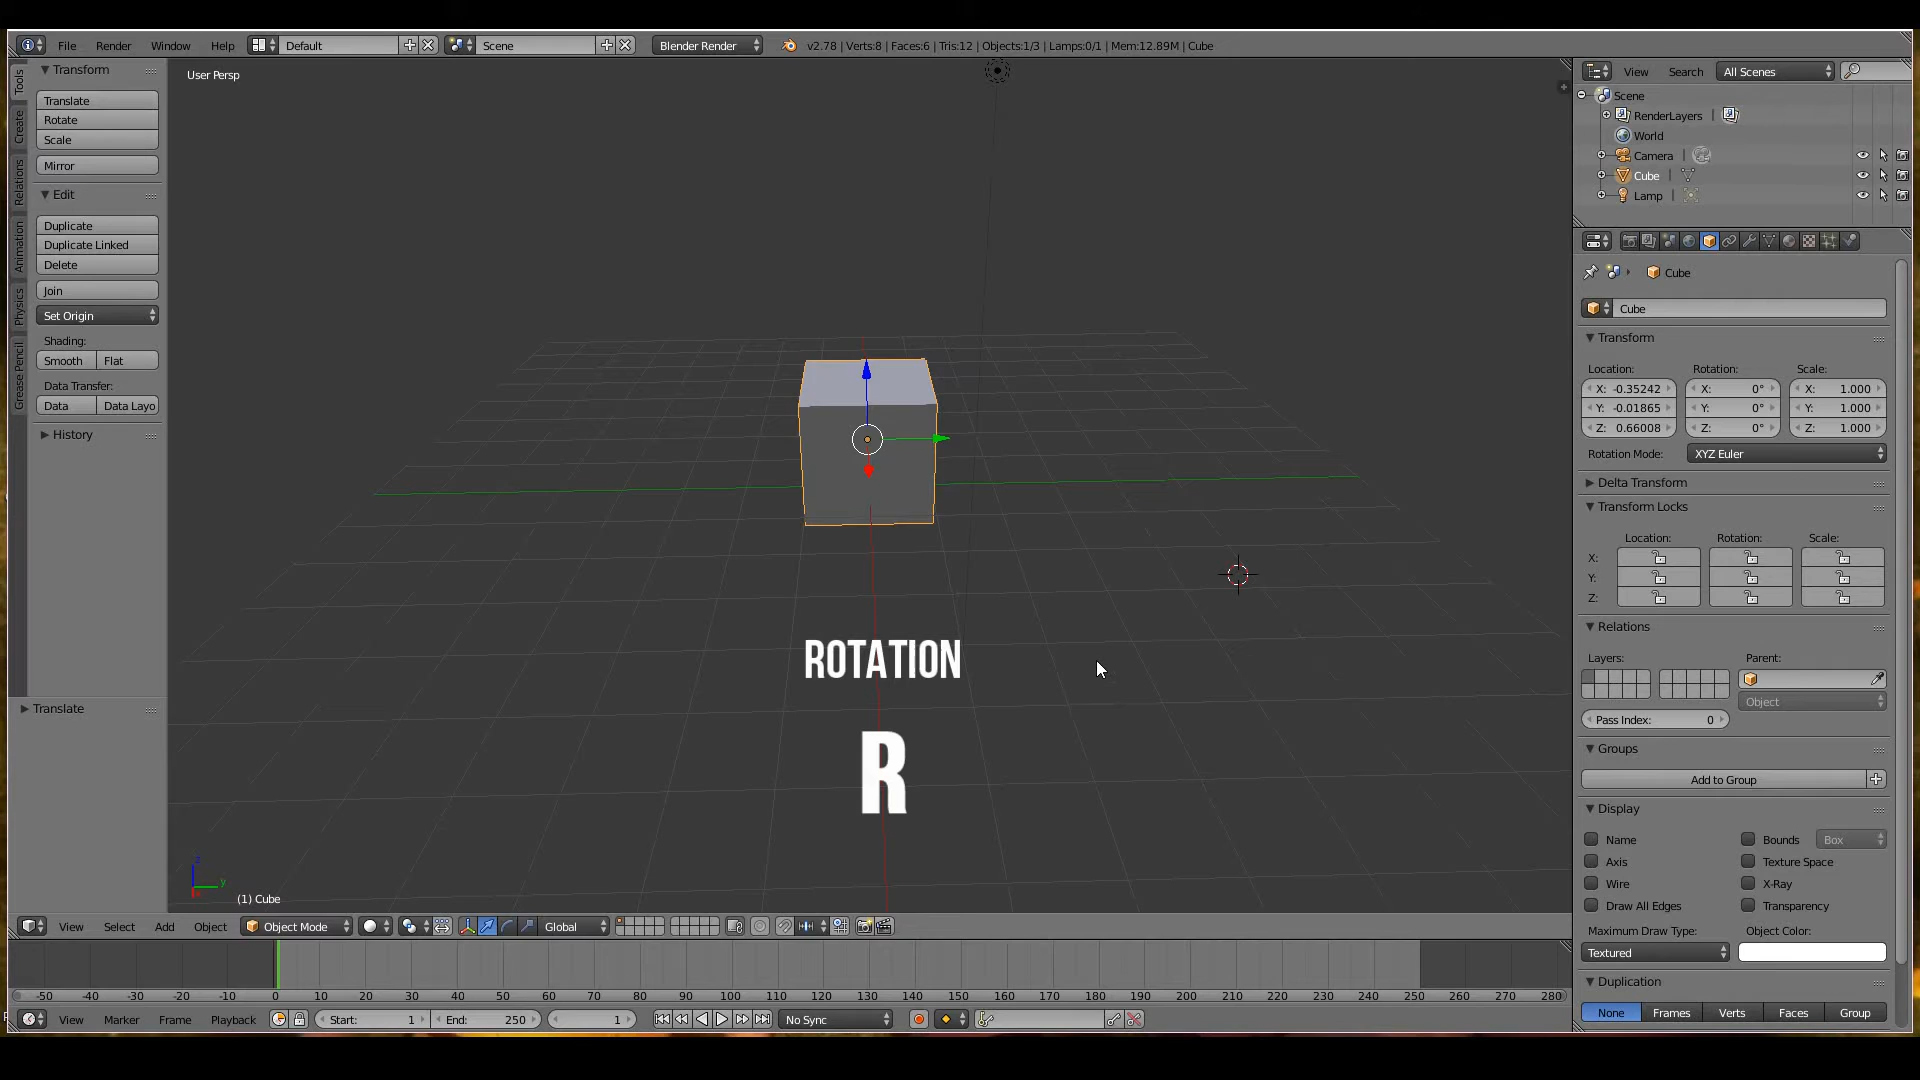 File Render Window Help Default Scene Blender Render v2.78 | Verts:8 | Faces:6 | Tris:12 | Objects:1/3 | Lamps:0/1 | Mem:12.89M | Cube
Transform
Translate
Rotate
Scale
Mirror
Edit
Duplicate
Duplicate Linked
Delete
Join
Set Origin
Shading:
Smooth Flat
Data Transfer:
Data Data Layo
History
Translate
Tools
Create
Relations
Animation
Physics
Grease Pencil
User Persp
ROTATION
R
z
y
(1) Cube
View Search All Scenes
Scene
RenderLayers
World
Camera
Cube
Lamp
Cube
Cube
Transform
Location: Rotation: Scale:
X: -0.35242 X: 0° X: 1.000
Y: -0.01865 Y: 0° Y: 1.000
Z: 0.66008 Z: 0° Z: 1.000
Rotation Mode: XYZ Euler
Delta Transform
Transform Locks
Location: Rotation: Scale:
X:
Y:
Z:
Relations
Layers: Parent:
Object
Pass Index: 0
Groups
Add to Group
Display
Name Bounds Box
Axis Texture Space
Wire X-Ray
Draw All Edges Transparency
Maximum Draw Type: Object Color:
Textured
Duplication
None Frames Verts Faces Group
View Select Add Object Object Mode Global
-50 -40 -30 -20 -10 0 10 20 30 40 50 60 70 80 90 100 110 120 130 140 150 160 170 180 190 200 210 220 230 240 250 260 270 280
View Marker Frame Playback Start: 1 End: 250 1 No Sync